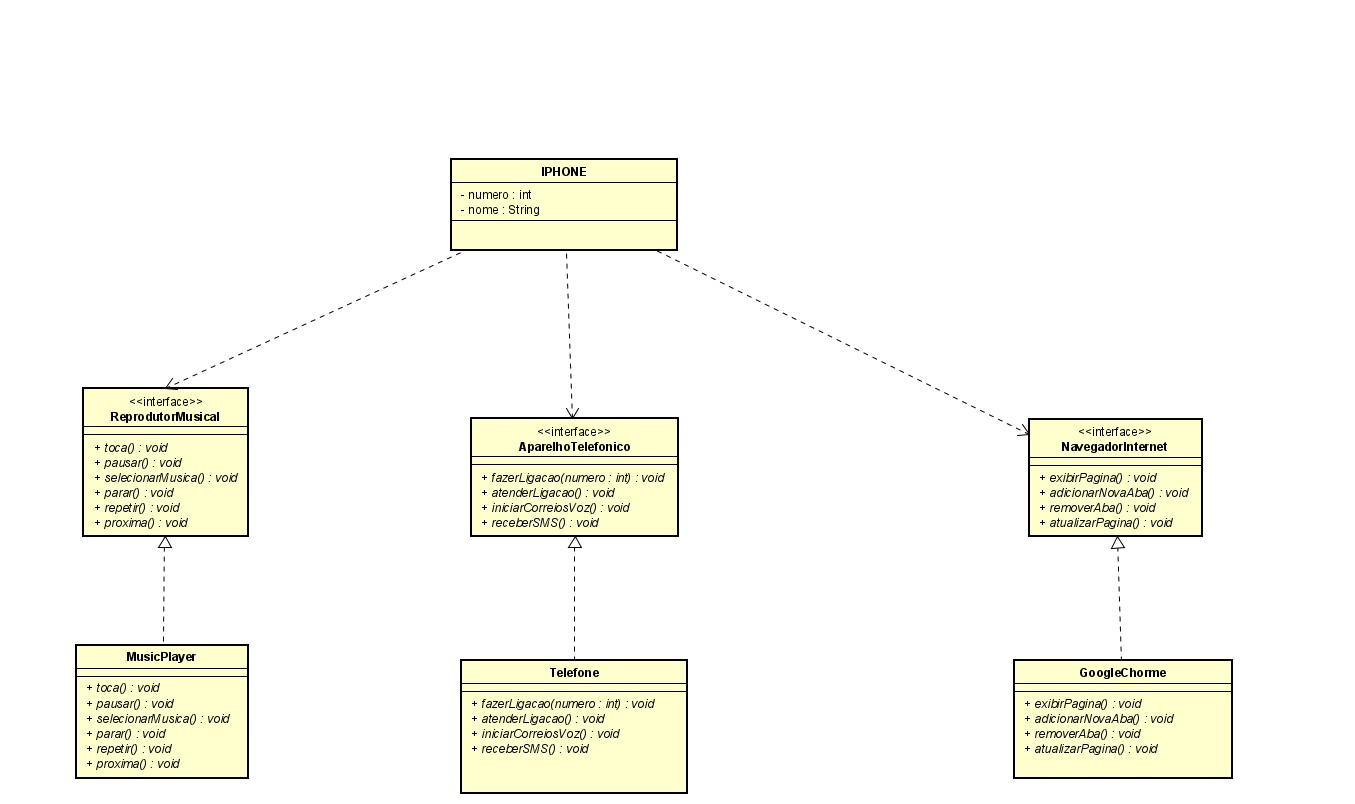 IPHONE
- numero : int
- nome : String
<<interface>>
ReprodutorMusical
+ toca() : void
+ pausar() : void
+ selecionarMusica() : void
+ parar() : void
+ repetir() : void
+ proxima() : void
<<interface>>
AparelhoTelefonico
+ fazerLigacao(numero : int) : void
+ atenderLigacao() : void
+ iniciarCorreiosVoz() : void
+ receberSMS() : void
<<interface>>
NavegadorInternet
+ exibirPagina() : void
+ adicionarNovaAba() : void
+ removerAba() : void
+ atualizarPagina() : void
MusicPlayer
+ toca() : void
+ pausar() : void
+ selecionarMusica() : void
+ parar() : void
+ repetir() : void
+ proxima() : void
Telefone
+ fazerLigacao(numero : int) : void
+ atenderLigacao() : void
+ iniciarCorreiosVoz() : void
+ receberSMS() : void
GoogleChorme
+ exibirPagina() : void
+ adicionarNovaAba() : void
+ removerAba() : void
+ atualizarPagina() : void